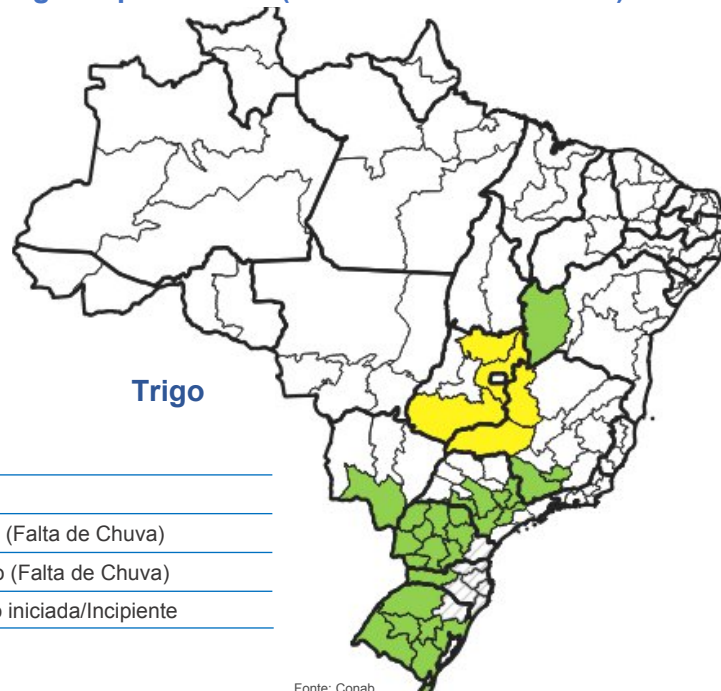 Trigo
(Falta de Chuva)
(Falta de Chuva)
iniciada/Incipiente
Fonte: Conab